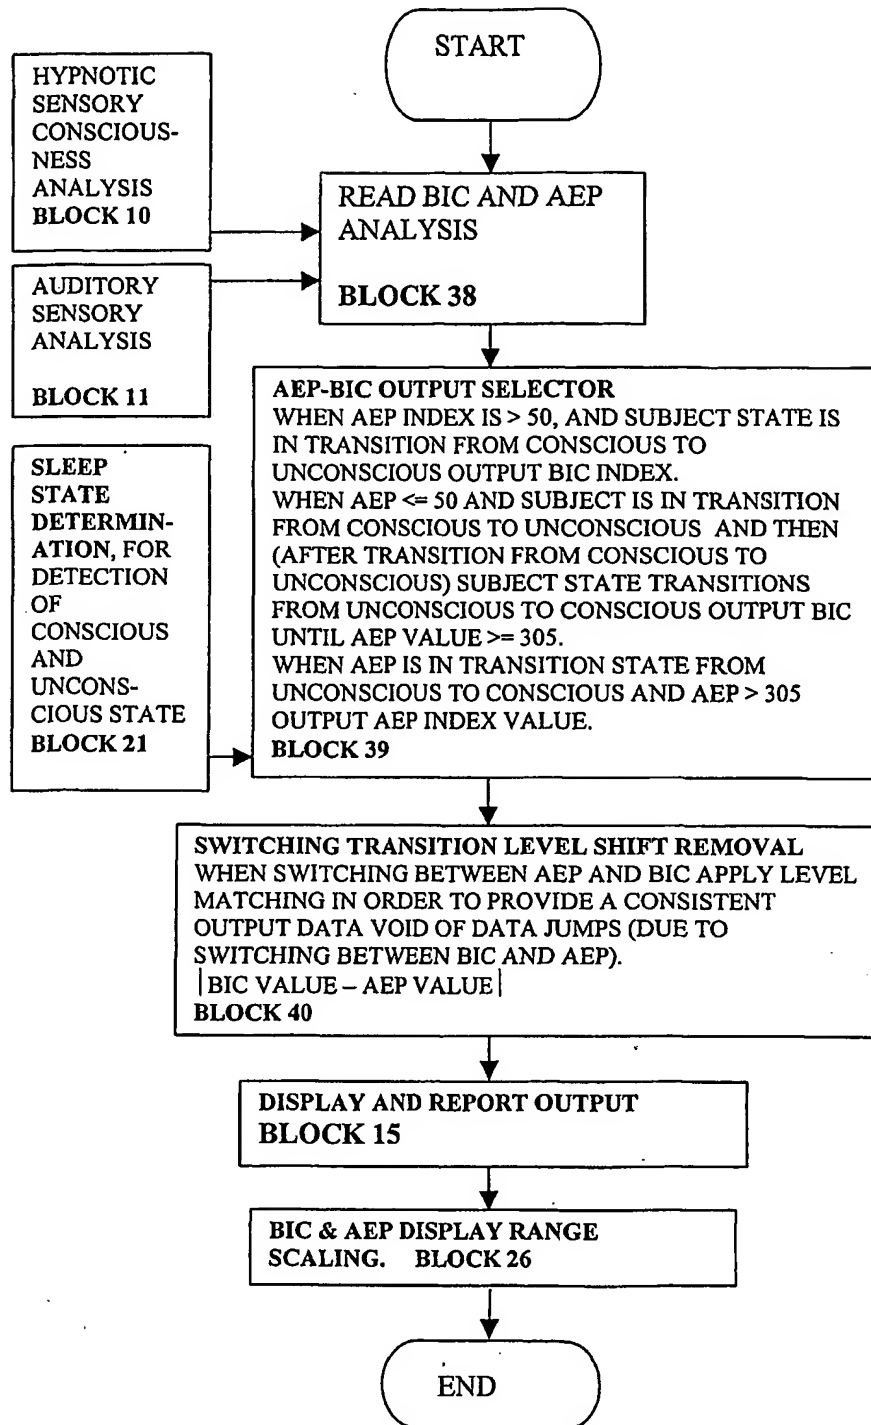 START
HYPNOTIC
SENSORY
CONSCIOUS-
NESS
ANALYSIS
BLOCK 10
READ BIC AND AEP
ANALYSIS
BLOCK 38
AUDITORY
SENSORY
ANALYSIS
BLOCK 11
AEP-BIC OUTPUT SELECTOR
WHEN AEP INDEX IS > 50, AND SUBJECT STATE IS
IN TRANSITION FROM CONSCIOUS TO
UNCONSCIOUS OUTPUT BIC INDEX.
WHEN AEP <= 50 AND SUBJECT IS IN TRANSITION
FROM CONSCIOUS TO UNCONSCIOUS AND THEN
(AFTER TRANSITION FROM CONSCIOUS TO
UNCONSCIOUS) SUBJECT STATE TRANSITIONS
FROM UNCONSCIOUS TO CONSCIOUS OUTPUT BIC
UNTIL AEP VALUE >= 305.
WHEN AEP IS IN TRANSITION STATE FROM
UNCONSCIOUS TO CONSCIOUS AND AEP > 305
OUTPUT AEP INDEX VALUE.
BLOCK 39
SLEEP
STATE
DETERMIN-
ATION, FOR
DETECTION
OF
CONSCIOUS
AND
UNCONS-
CIOUS STATE
BLOCK 21
SWITCHING TRANSITION LEVEL SHIFT REMOVAL
WHEN SWITCHING BETWEEN AEP AND BIC APPLY LEVEL
MATCHING IN ORDER TO PROVIDE A CONSISTENT
OUTPUT DATA VOID OF DATA JUMPS (DUE TO
SWITCHING BETWEEN BIC AND AEP).
|BIC VALUE – AEP VALUE|
BLOCK 40
DISPLAY AND REPORT OUTPUT
BLOCK 15
BIC & AEP DISPLAY RANGE
SCALING. BLOCK 26
END